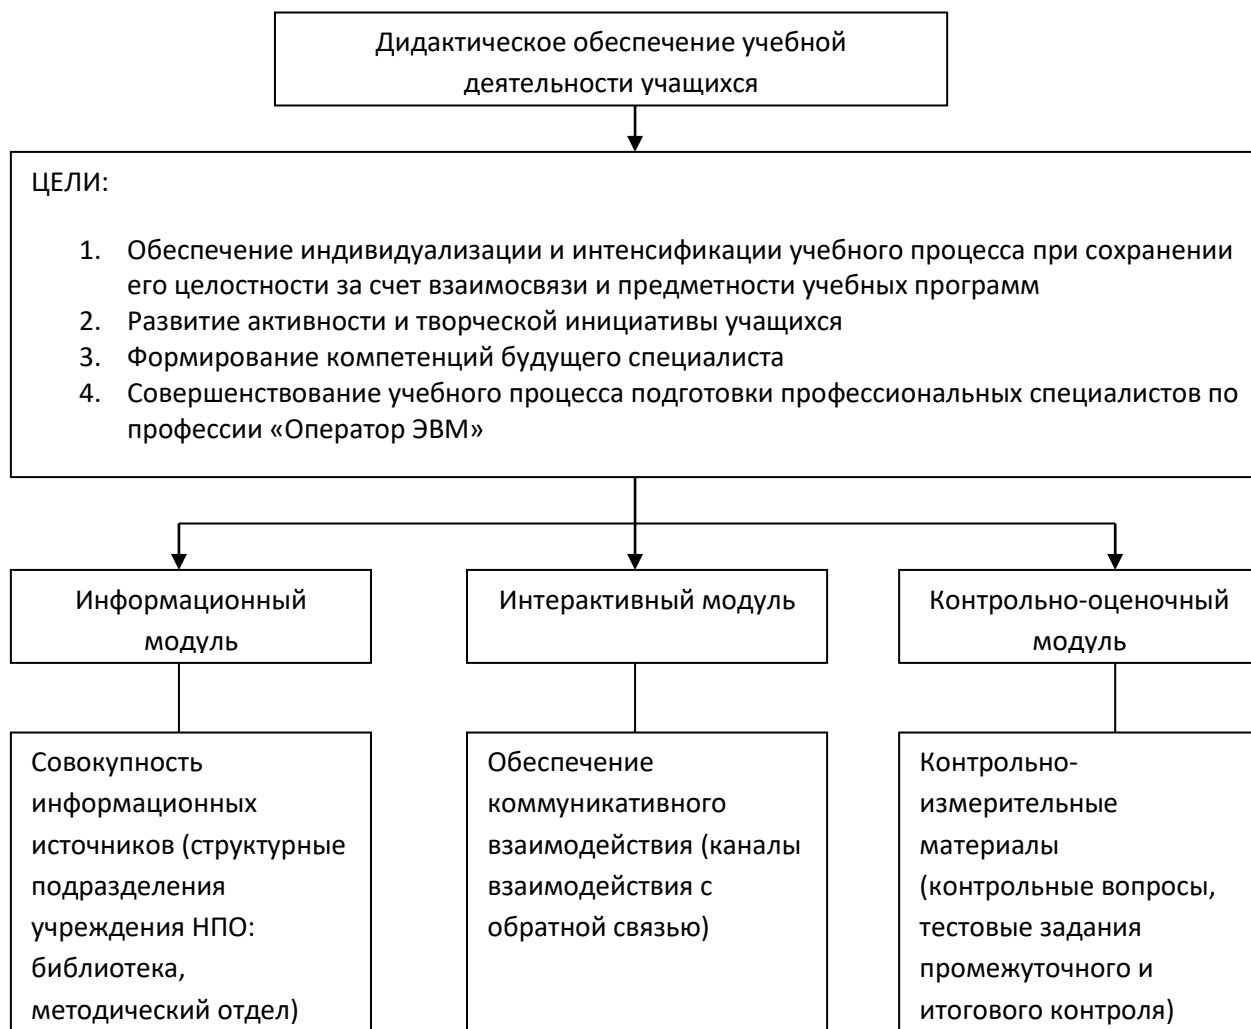 Дидактическое обеспечение учебной
деятельности учащихся
ЦЕЛИ:
1. Обеспечение индивидуализации и интенсификации учебного процесса при сохранении
его целостности за счет взаимосвязи и предметности учебных программ
2. Развитие активности и творческой инициативы учащихся
3. Формирование компетенций будущего специалиста
4. Совершенствование учебного процесса подготовки профессиональных специалистов по
профессии «Оператор ЭВМ»
Информационный
модуль
Интерактивный модуль
Контрольно-оценочный
модуль
Совокупность
информационных
источников (структурные
подразделения
учреждения НПО:
библиотека,
методический отдел)
Обеспечение
коммуникативного
взаимодействия (каналы
взаимодействия с
обратной связью)
Контрольно-
измерительные
материалы
(контрольные вопросы,
тестовые задания
промежуточного и
итогового контроля)